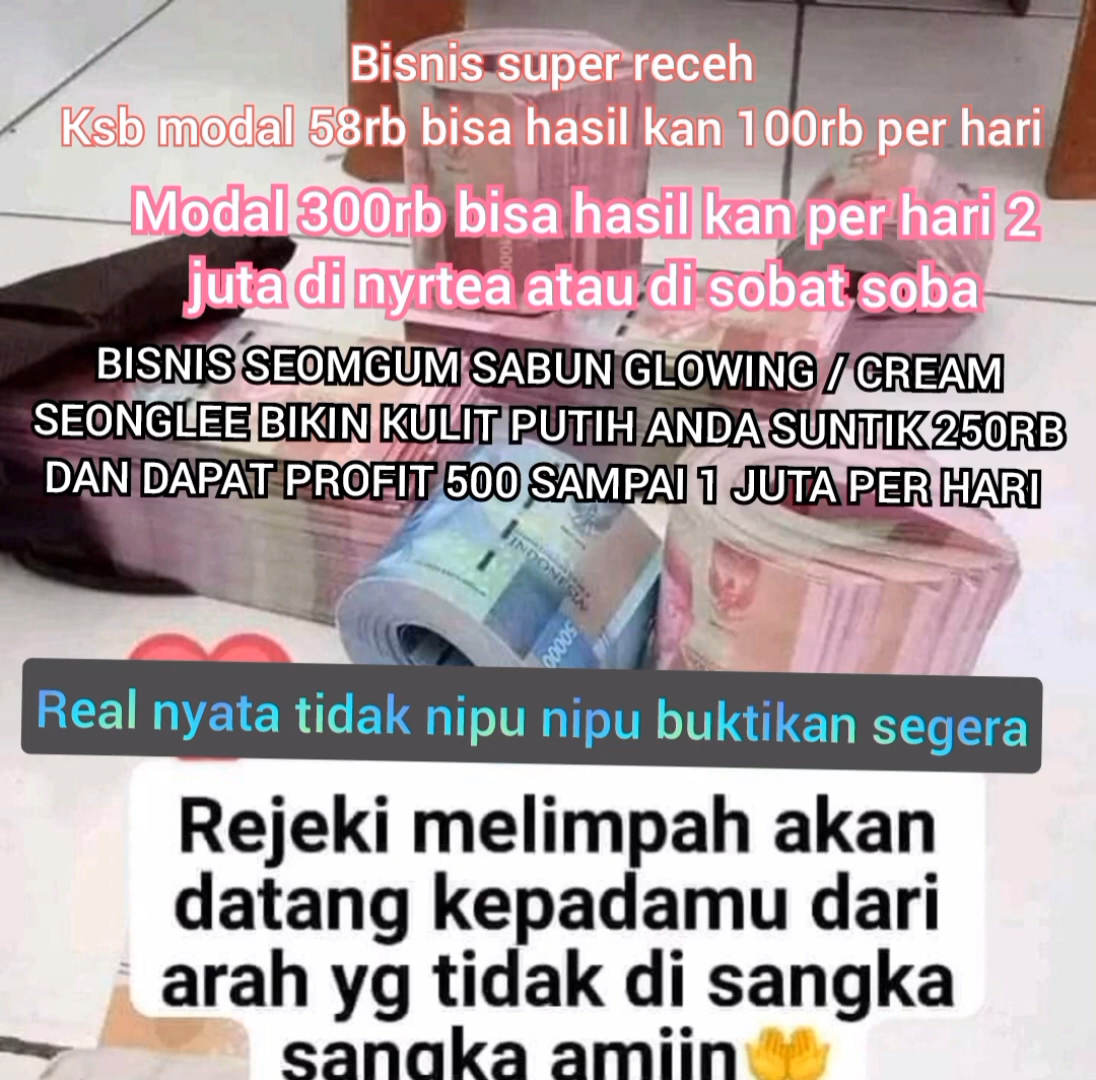 Bisnis super receh
Ksb modal 58rb bisa hasil kan 100rb per hari
Modal 300rb bisa hasil kan per hari 2
juta di nyrtea atau di sobat soba
BISNIS SEOMGUM SABUN GLOWING / CREAM
SEONGLEE BIKIN KULIT PUTIH ANDA SUNTIK 250RB
DAN DAPAT PROFIT 500 SAMPAI 1 JUTA PER HARI
INDONESIA
50000
Real nyata tidak nipu nipu buktikan segera
Rejeki melimpah akan
datang kepadamu dari
arah yg tidak di sangka
sangka amiin🤲